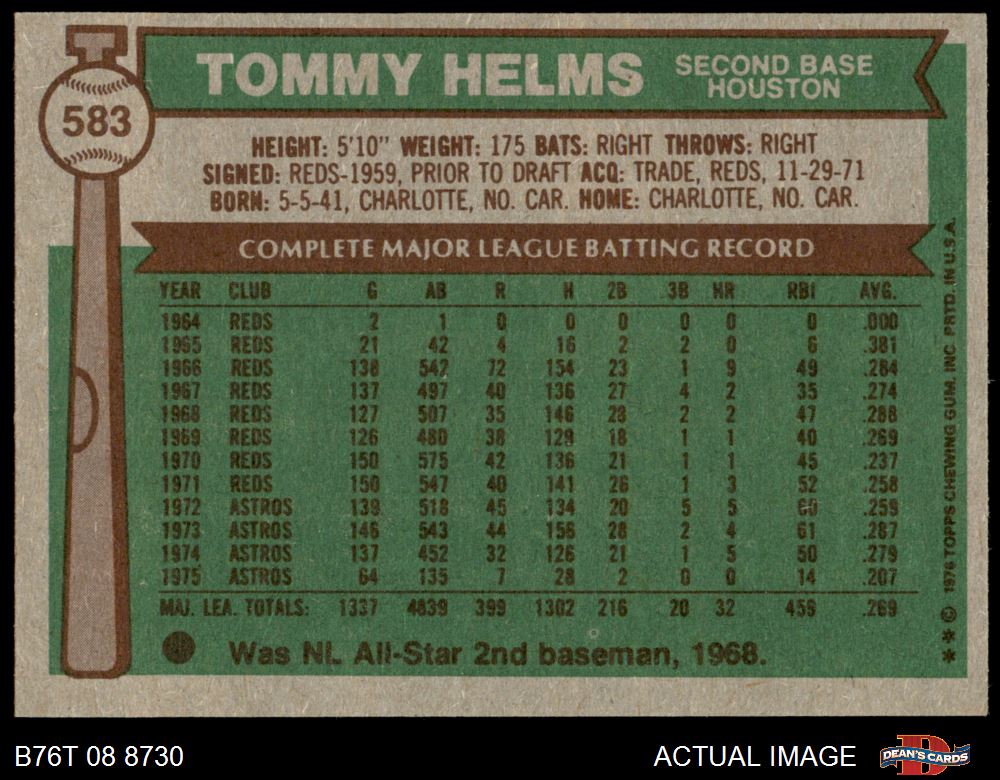 TOMMY HELMS
SECOND BASE
HOUSTON
583
HEIGHT: 5'10" WEIGHT: 175 BATS: RIGHT THROWS: RIGHT
SIGNED: REDS-1959, PRIOR TO DRAFT ACQ: TRADE, REDS, 11-29-71
BORN: 5-5-41, CHARLOTTE, NO. CAR. HOME: CHARLOTTE, NO. CAR.
COMPLETE MAJOR LEAGUE BATTING RECORD
YEAR CLUB G AB R H 2B 3B HR RBI AVG.
1964 REDS 2 1 0 0 0 0 0 0 .000
1965 REDS 21 42 4 16 2 2 0 6 .381
1966 REDS 138 542 72 154 23 1 9 49 .284
1967 REDS 137 497 40 136 27 4 2 35 .274
1968 REDS 127 507 35 146 28 2 2 47 .288
1969 REDS 126 480 38 129 18 1 1 40 .269
1970 REDS 150 575 42 136 21 1 1 45 .237
1971 REDS 150 547 40 141 26 1 3 52 .258
1972 ASTROS 139 518 45 134 20 5 5 60 .259
1973 ASTROS 146 543 44 156 28 2 4 61 .287
1974 ASTROS 137 452 32 126 21 1 5 50 .279
1975 ASTROS 64 135 7 28 2 0 0 14 .207
MAJ. LEA. TOTALS: 1337 4839 399 1302 216 20 32 459 .269
Was NL All-Star 2nd baseman, 1968.
** © 1976 TOPPS CHEWING GUM, INC. PRTD. IN U.S.A.
B76T 08 8730
ACTUAL IMAGE
DEAN'S CARDS